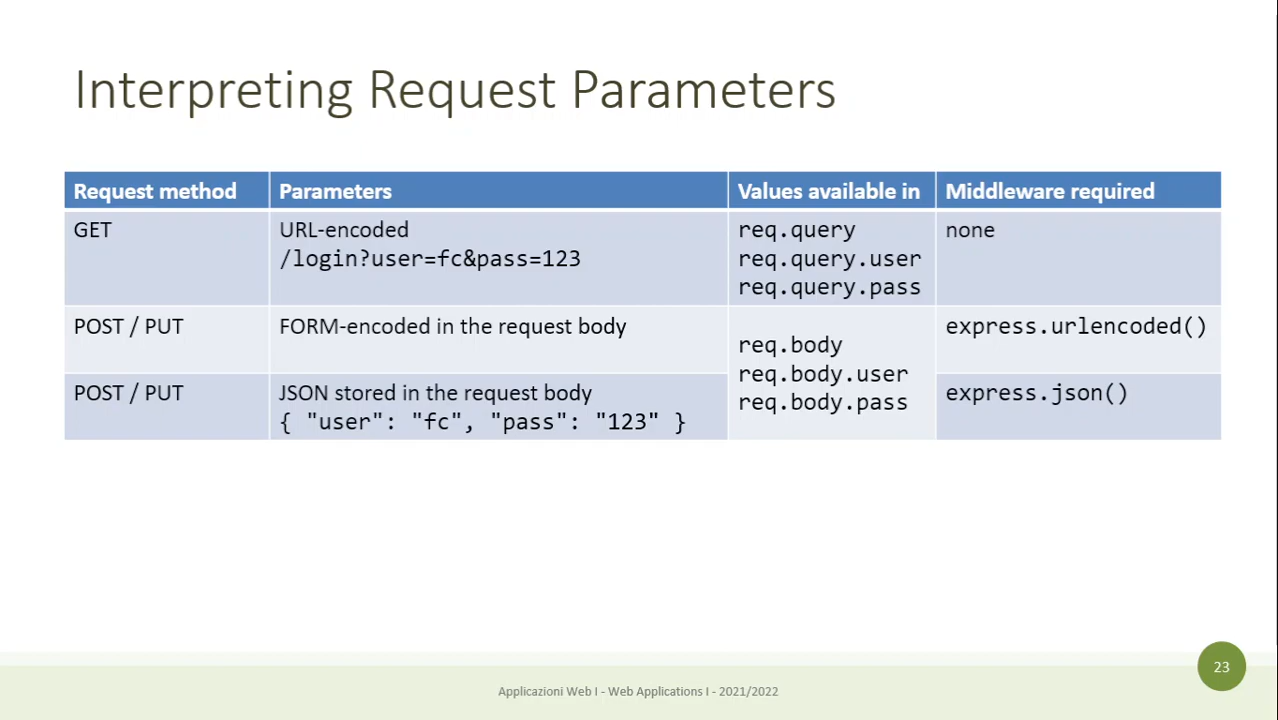 Interpreting Request Parameters
Request method
Parameters
Values available in
Middleware required
GET
URL-encoded
/login?user=fc&pass=123
req.query
req.query.user
req.query.pass
none
POST / PUT
FORM-encoded in the request body
req.body
req.body.user
req.body.pass
express.urlencoded()
POST / PUT
JSON stored in the request body
{ "user": "fc", "pass": "123" }
express.json()
Applicazioni Web I - Web Applications I - 2021/2022
23